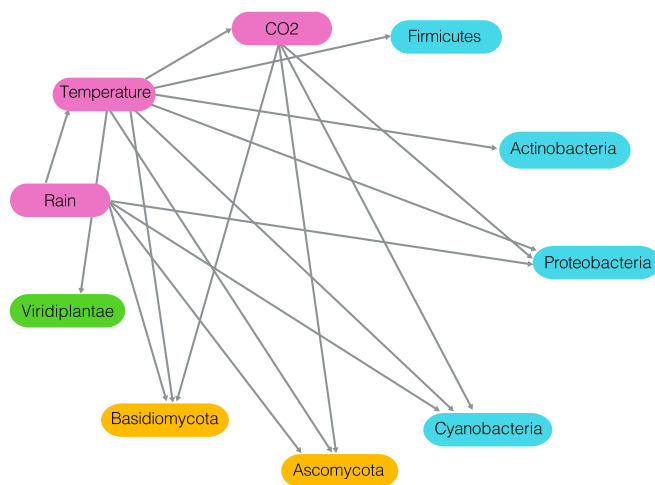 CO2
Firmicutes
Temperature
Actinobacteria
Rain
Proteobacteria
Viridiplantae
Basidiomycota
Cyanobacteria
Ascomycota